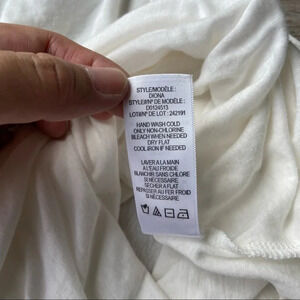 STYLE/MODÈLE :
DIONA
STYLE#/Nº DE MODÈLE :
D0124513
LOT#/Nº DE LOT : 242191
HAND WASH COLD
ONLY NON-CHLORINE
BLEACH WHEN NEEDED
DRY FLAT
COOL IRON IF NEEDED
LAVER A LA MAIN
A L'EAU FROIDE
BLANCHIR SANS CHLORE
SI NÉCESSAIRE
SÉCHER A PLAT
REPASSER AU FER FROID
SI NÉCESSAIRE